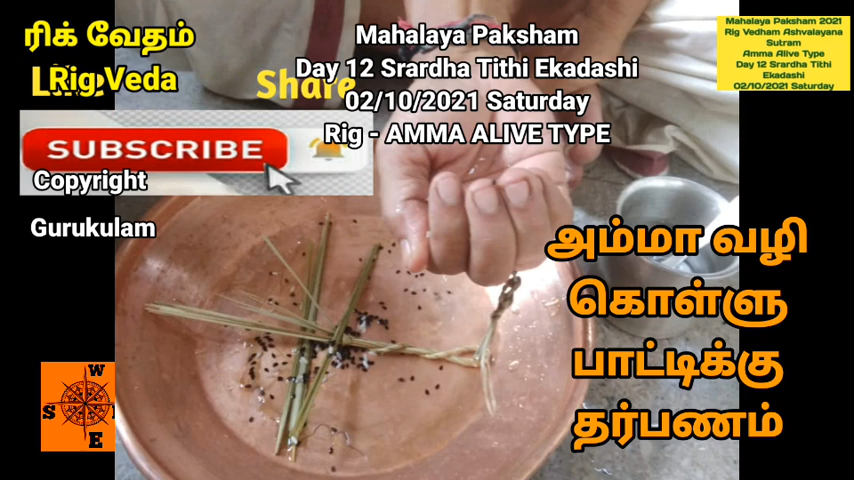 ரிக் வேதம்
Rig Veda
Share
SUBSCRIBE
Copyright
Gurukulam
Mahalaya Paksham
Day 12 Srardha Tithi Ekadashi
02/10/2021 Saturday
Rig - AMMA ALIVE TYPE
Mahalaya Paksham 2021
Rig Vedham Ashvalayana
Sutram
Amma Alive Type
Day 12 Srardha Tithi
Ekadashi
02/10/2021 Saturday
அம்மா வழி
கொள்ளு
பாட்டிக்கு
தர்பணம்
W
S
E